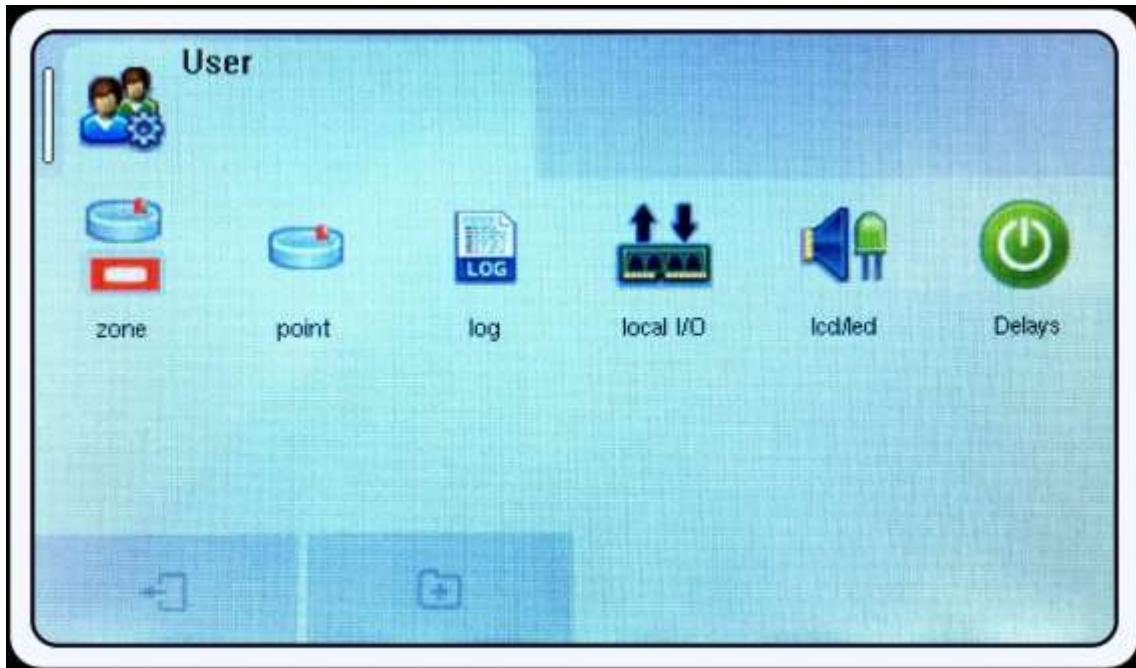 User
LOG
zone
point
log
local I/O
lcd/led
Delays